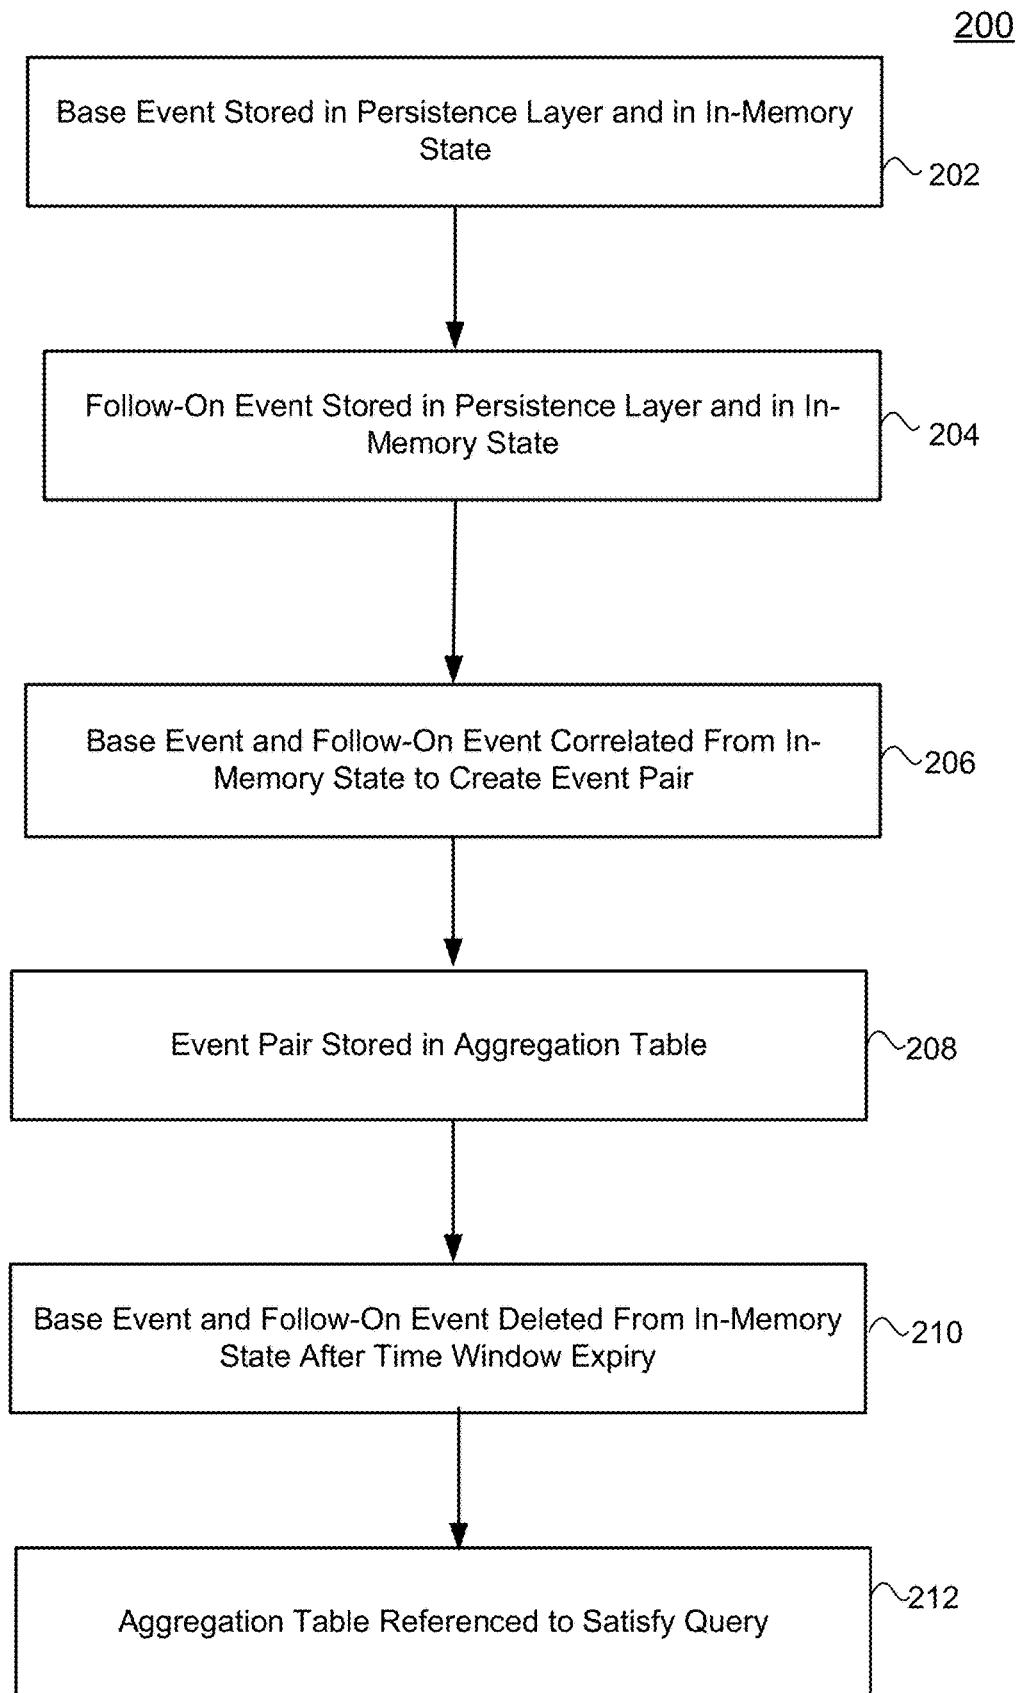 200
Base Event Stored in Persistence Layer and in In-Memory
State
202
Follow-On Event Stored in Persistence Layer and in In-
Memory State
204
Base Event and Follow-On Event Correlated From In-
Memory State to Create Event Pair
206
Event Pair Stored in Aggregation Table
208
Base Event and Follow-On Event Deleted From In-Memory
State After Time Window Expiry
210
Aggregation Table Referenced to Satisfy Query
212